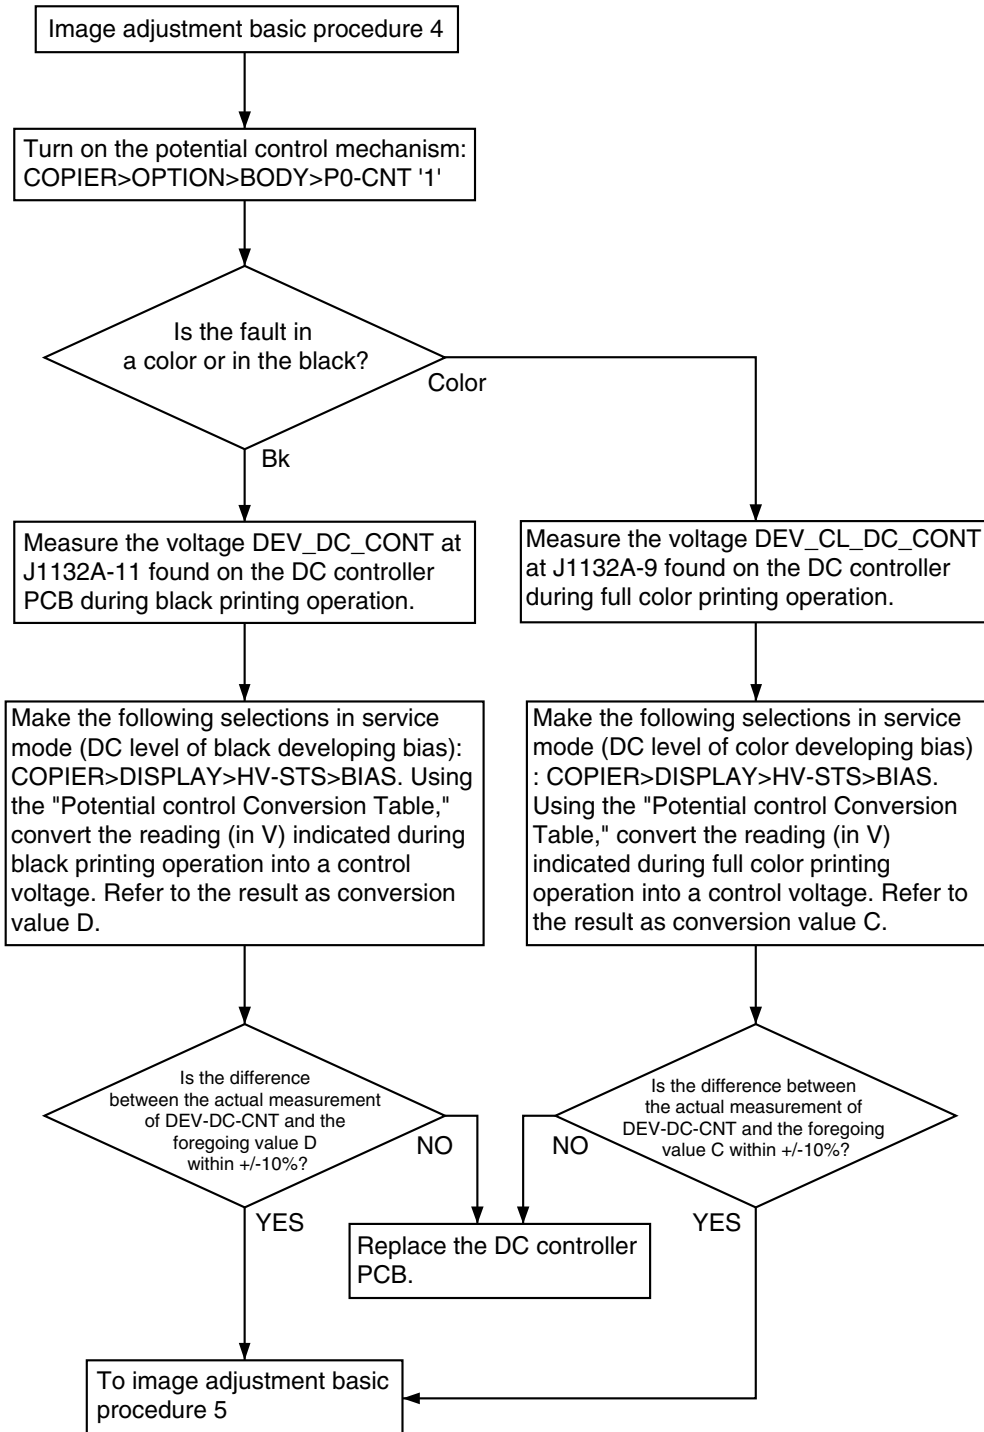 Image adjustment basic procedure 4
Turn on the potential control mechanism:
COPIER>OPTION>BODY>P0-CNT '1'
Is the fault in
a color or in the black?
Color
Bk
Measure the voltage DEV_DC_CONT at
J1132A-11 found on the DC controller
PCB during black printing operation.
Measure the voltage DEV_CL_DC_CONT
at J1132A-9 found on the DC controller
during full color printing operation.
Make the following selections in service
mode (DC level of black developing bias):
COPIER>DISPLAY>HV-STS>BIAS. Using
the "Potential control Conversion Table,"
convert the reading (in V) indicated during
black printing operation into a control
voltage. Refer to the result as conversion
value D.
Make the following selections in service
mode (DC level of color developing bias)
: COPIER>DISPLAY>HV-STS>BIAS.
Using the "Potential control Conversion
Table," convert the reading (in V)
indicated during full color printing
operation into a control voltage. Refer to
the result as conversion value C.
Is the difference
between the actual measurement
of DEV-DC-CNT and the
foregoing value D
within +/-10%?
NO
YES
Is the difference between
the actual measurement of
DEV-DC-CNT and the foregoing
value C within +/-10%?
NO
YES
Replace the DC controller
PCB.
To image adjustment basic
procedure 5